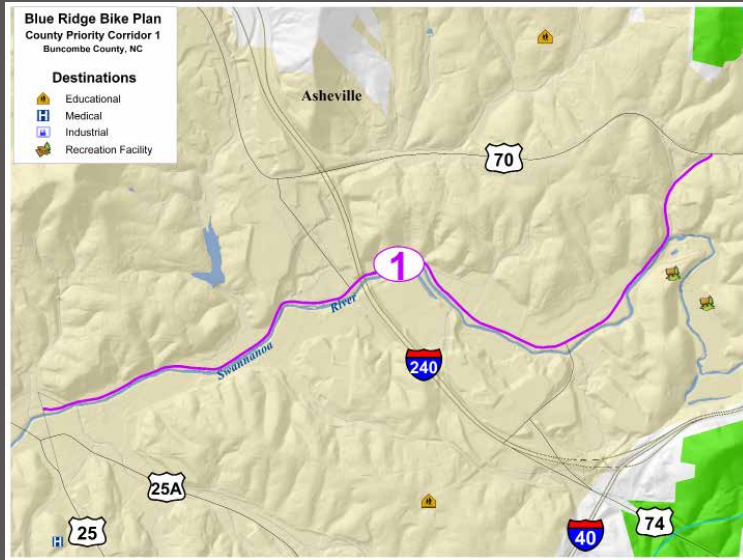 Blue Ridge Bike Plan
County Priority Corridor 1
Buncombe County, NC
Destinations
Educational
H Medical
Industrial
Recreation Facility
Asheville
70
1
River
Swannanoa
240
25A
25
H
40
74